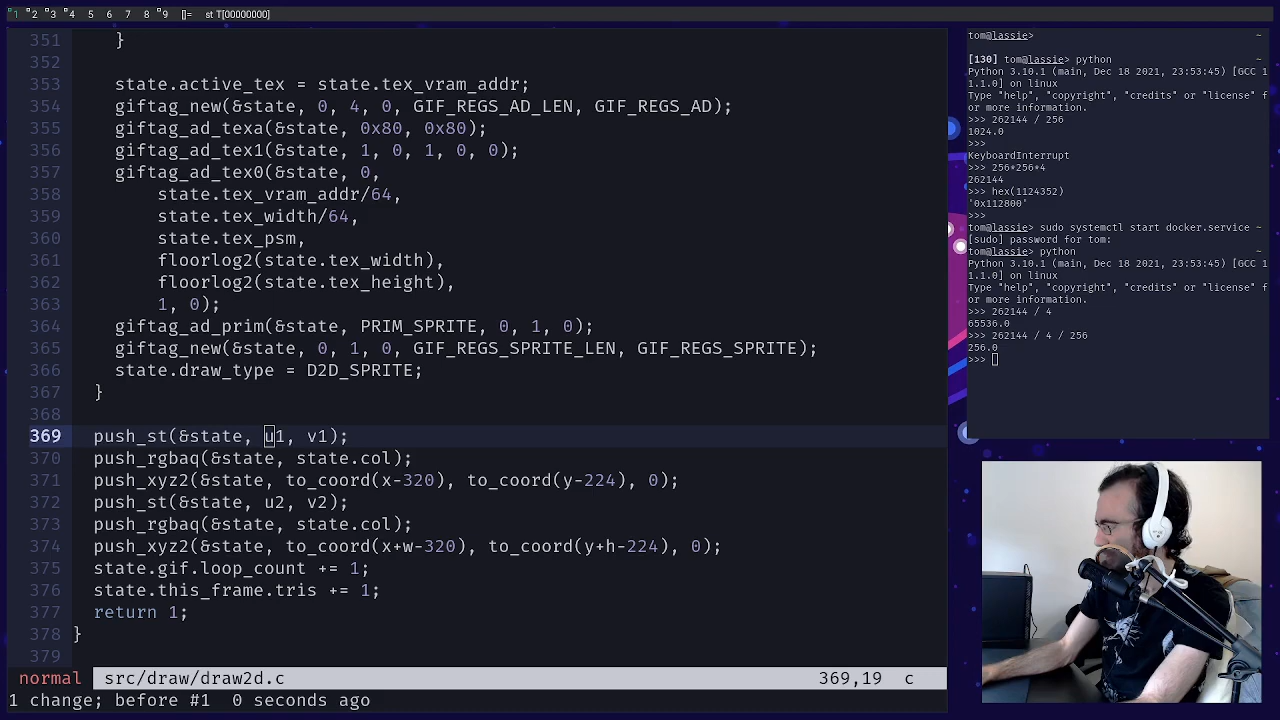 1 2 3 4 5 6 7 8 9 []= st T[00000000]
351 }
352
353 state.active_tex = state.tex_vram_addr;
354 giftag_new(&state, 0, 4, 0, GIF_REGS_AD_LEN, GIF_REGS_AD);
355 giftag_ad_texa(&state, 0x80, 0x80);
356 giftag_ad_tex1(&state, 1, 0, 1, 0, 0);
357 giftag_ad_tex0(&state, 0,
358 state.tex_vram_addr/64,
359 state.tex_width/64,
360 state.tex_psm,
361 floorlog2(state.tex_width),
362 floorlog2(state.tex_height),
363 1, 0);
364 giftag_ad_prim(&state, PRIM_SPRITE, 0, 1, 0);
365 giftag_new(&state, 0, 1, 0, GIF_REGS_SPRITE_LEN, GIF_REGS_SPRITE);
366 state.draw_type = D2D_SPRITE;
367 }
368
369 push_st(&state, u1, v1);
370 push_rgbaq(&state, state.col);
371 push_xyz2(&state, to_coord(x-320), to_coord(y-224), 0);
372 push_st(&state, u2, v2);
373 push_rgbaq(&state, state.col);
374 push_xyz2(&state, to_coord(x+w-320), to_coord(y+h-224), 0);
375 state.gif.loop_count += 1;
376 state.this_frame.tris += 1;
377 return 1;
378 }
379
normal src/draw/draw2d.c 369,19 c
1 change; before #1 0 seconds ago
tom@lassie> ~
[130] tom@lassie> python ~
Python 3.10.1 (main, Dec 18 2021, 23:53:45) [GCC 1
1.1.0] on linux
Type "help", "copyright", "credits" or "license" f
or more information.
>>> 262144 / 256
1024.0
>>>
KeyboardInterrupt
>>> 256*256*4
262144
>>> hex(1124352)
'0x112800'
>>>
tom@lassie> sudo systemctl start docker.service ~
[sudo] password for tom:
tom@lassie> python ~
Python 3.10.1 (main, Dec 18 2021, 23:53:45) [GCC 1
1.1.0] on linux
Type "help", "copyright", "credits" or "license" f
or more information.
>>> 262144 / 4
65536.0
>>> 262144 / 4 / 256
256.0
>>>